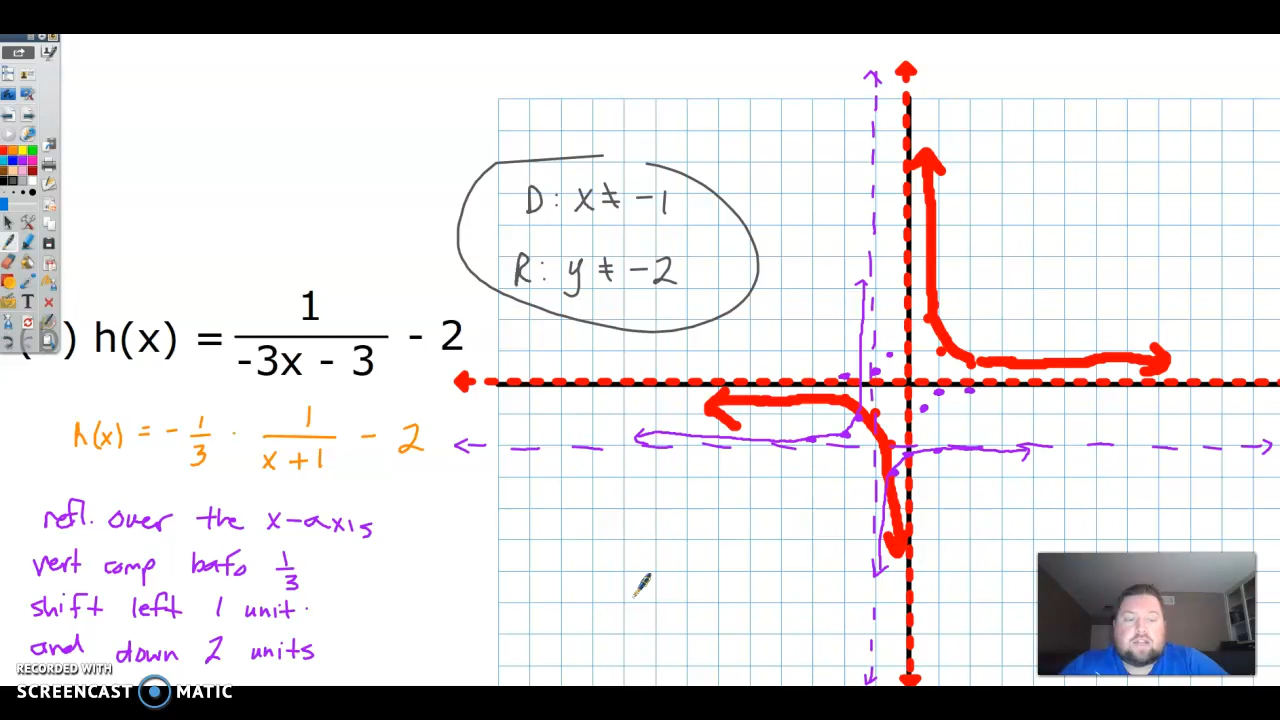 D: x ≠ -1
R: y ≠ -2
) h(x) = 1/(-3x - 3) - 2
h(x) = -1/3 · 1/(x+1) - 2
refl. over the x-axis
vert comp bafo 1/3
shift left 1 unit
and down 2 units
RECORDED WITH
SCREENCAST MATIC